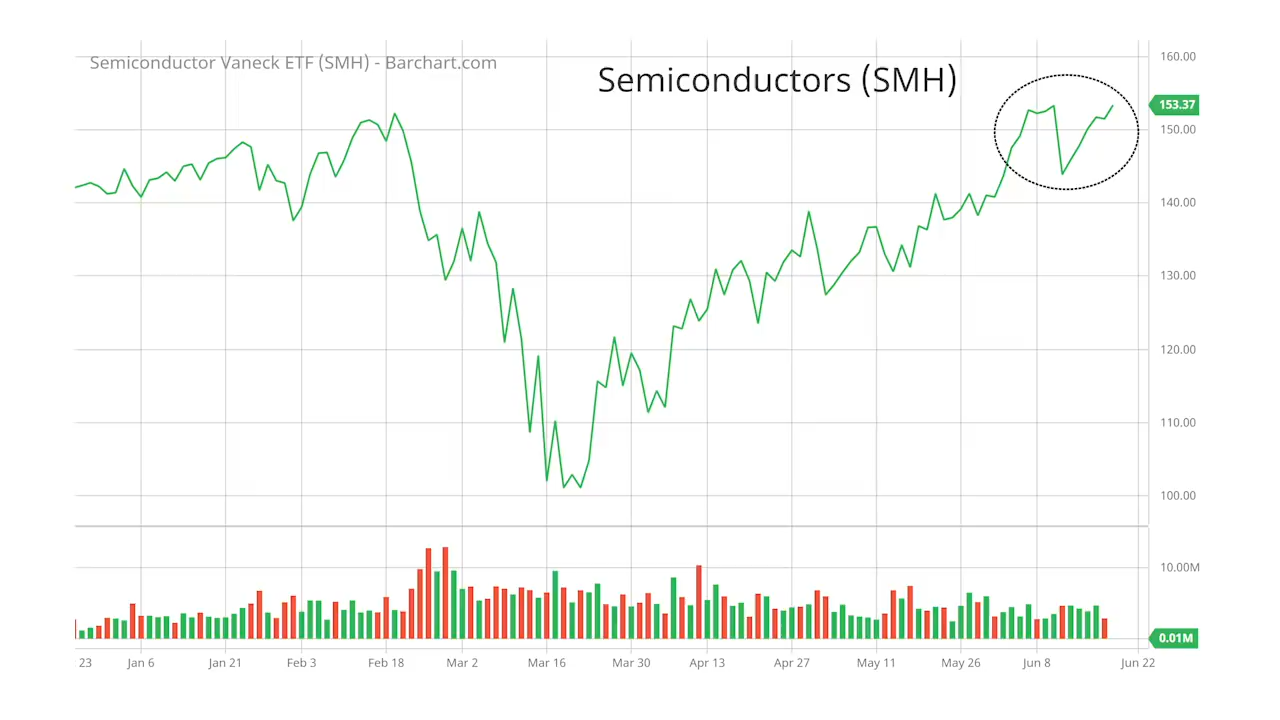 Semiconductor Vaneck ETF (SMH) - Barchart.com
Semiconductors (SMH)
160.00
153.37
150.00
140.00
130.00
120.00
110.00
100.00
10.00M
0.01M
23 Jan 6 Jan 21 Feb 3 Feb 18 Mar 2 Mar 16 Mar 30 Apr 13 Apr 27 May 11 May 26 Jun 8 Jun 22